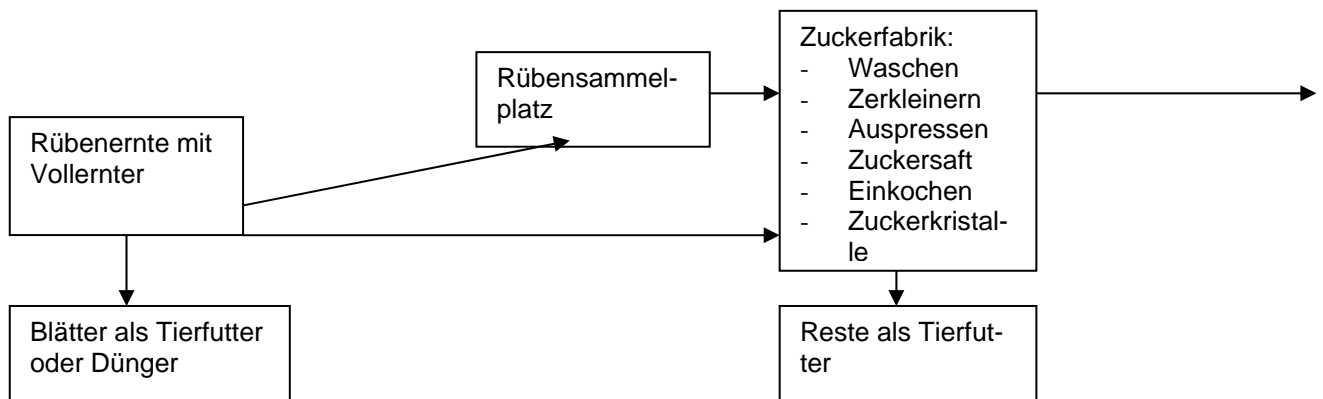 Rübenernte mit
Vollernter
Rübensammel-
platz
Zuckerfabrik:
- Waschen
- Zerkleinern
- Auspressen
- Zuckersaft
- Einkochen
- Zuckerkristal-
le
Blätter als Tierfutter
oder Dünger
Reste als Tierfut-
ter